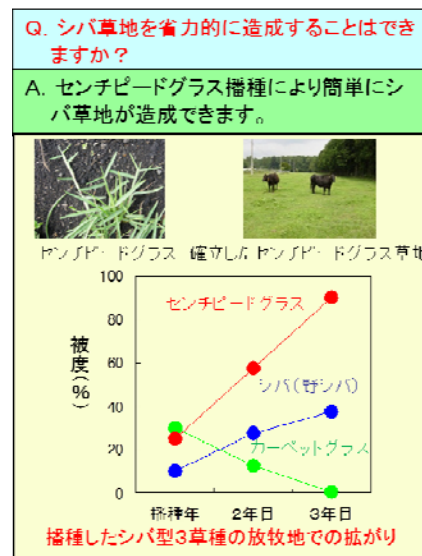 Q. シバ草地を省力的に造成することはでき
ますか？
A. センチピードグラス播種により簡単にシ
バ草地が造成できます。
センチピードグラス 確立したセンチピードグラス草地
100
80
60
40
20
0
被度(%)
センチピードグラス
シバ(野シバ)
カーペットグラス
播種年 2年目 3年目
播種したシバ型3草種の放牧地での拡がり